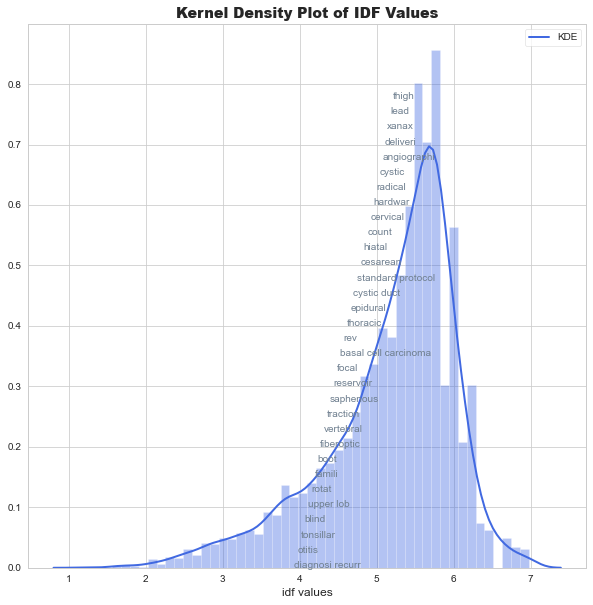 Kernel Density Plot of IDF Values
KDE
0.8
thigh
lead
xanax
deliveri
0.7
angiographi
cystic
radical
hardwar
0.6
cervical
count
hiatal
cesarean
0.5
standard protocol
cystic duct
epidural
thoracic
0.4
rev
basal cell carcinoma
focal
reservoir
0.3
saphenous
traction
vertebral
fiberoptic
0.2
boot
famili
rotat
upper lob
0.1
blind
tonsillar
otitis
diagnosi recurr
0.0
1 2 3 4 5 6 7
idf values